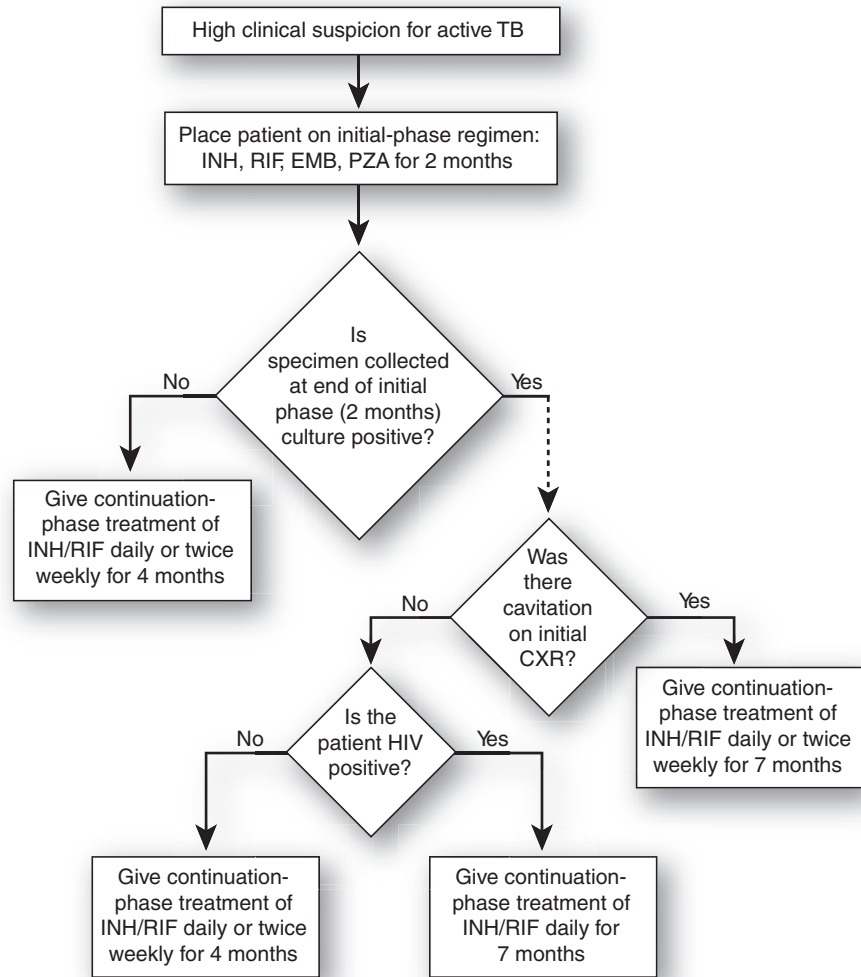 High clinical suspicion for active TB
Place patient on initial-phase regimen:
INH, RIF, EMB, PZA for 2 months
Is
specimen collected
at end of initial
phase (2 months)
culture positive?
No
Yes
Give continuation-
phase treatment of
INH/RIF daily or twice
weekly for 4 months
Was
there
cavitation
on initial
CXR?
No
Yes
Give continuation-
phase treatment of
INH/RIF daily or twice
weekly for 7 months
Is the
patient HIV
positive?
No
Yes
Give continuation-
phase treatment of
INH/RIF daily or twice
weekly for 4 months
Give continuation-
phase treatment of
INH/RIF daily for
7 months